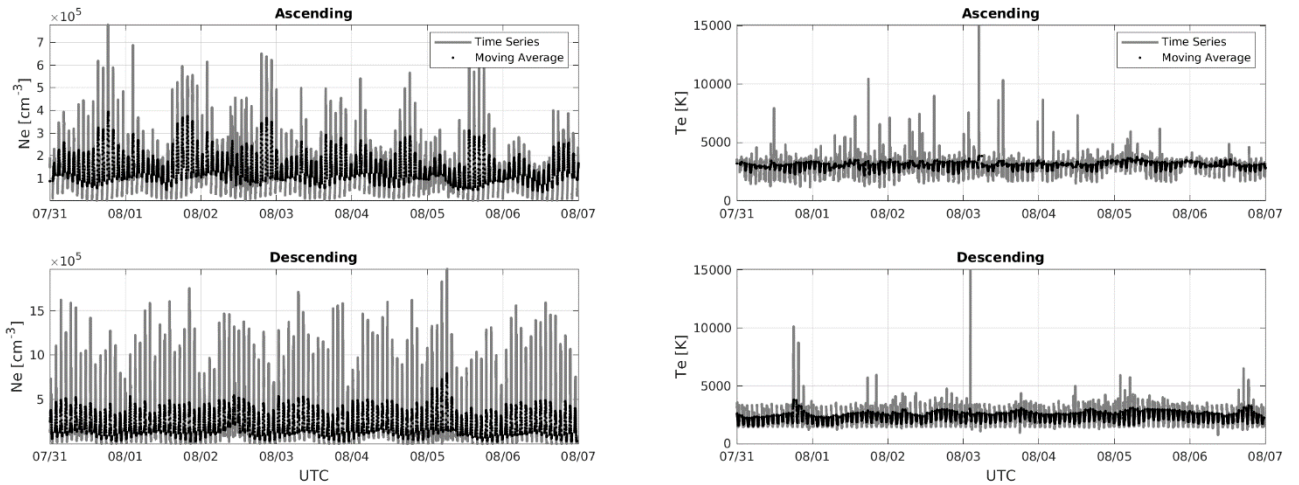 Ascending
×10⁵
7
6
5
4
3
2
1
Ne [cm⁻³]
Time Series
Moving Average
07/31 08/01 08/02 08/03 08/04 08/05 08/06 08/07
Ascending
15000
10000
5000
0
Te [K]
Time Series
Moving Average
07/31 08/01 08/02 08/03 08/04 08/05 08/06 08/07
Descending
×10⁵
15
10
5
Ne [cm⁻³]
07/31 08/01 08/02 08/03 08/04 08/05 08/06 08/07
UTC
Descending
15000
10000
5000
0
Te [K]
07/31 08/01 08/02 08/03 08/04 08/05 08/06 08/07
UTC